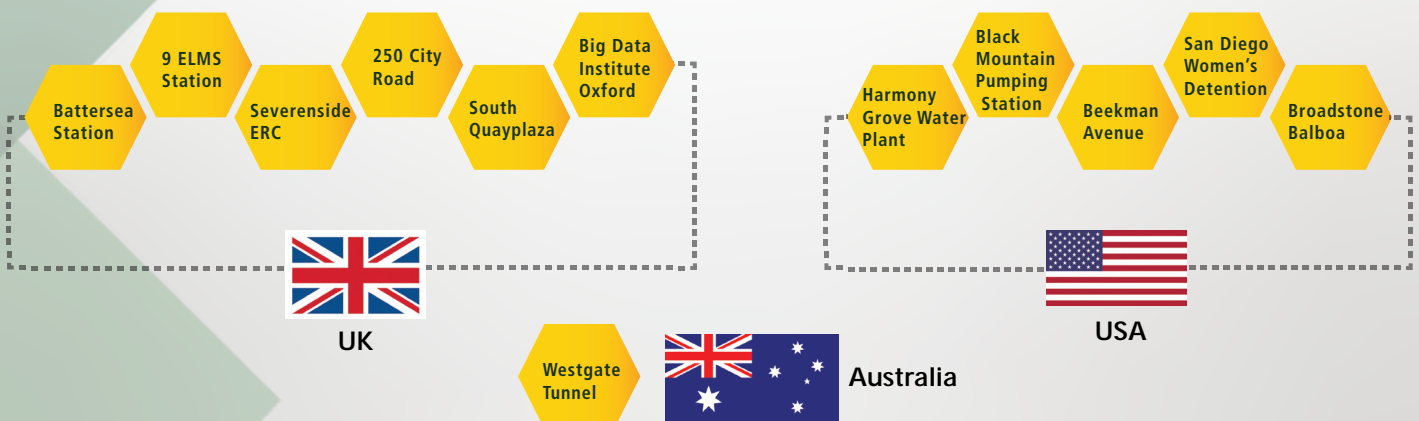 Battersea
Station
9 ELMS
Station
Severenside
ERC
250 City
Road
South
Quayplaza
Big Data
Institute
Oxford
UK
Harmony
Grove Water
Plant
Black
Mountain
Pumping
Station
Beekman
Avenue
San Diego
Women's
Detention
Broadstone
Balboa
USA
Westgate
Tunnel
Australia